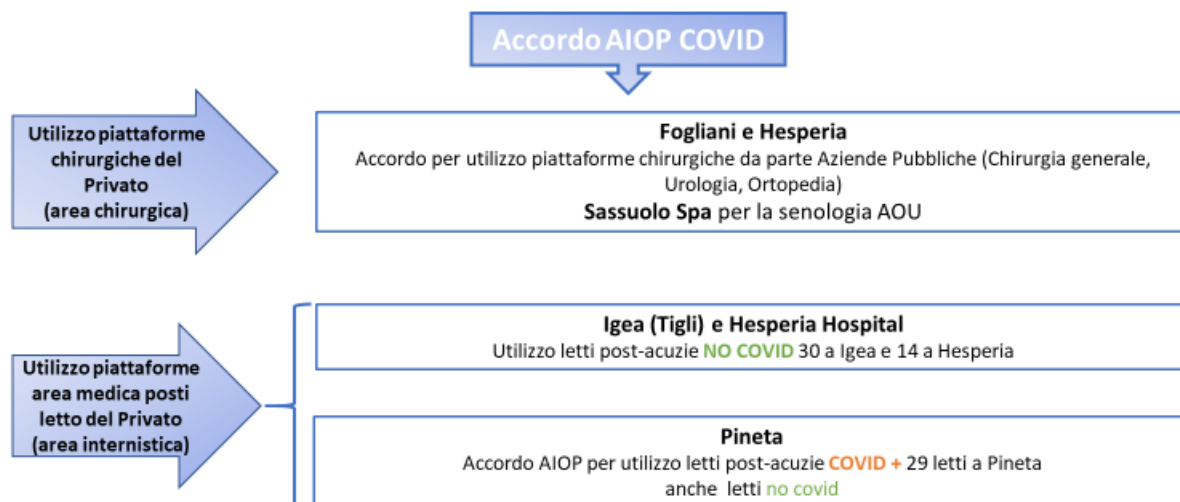 Accordo AIOP COVID
Utilizzo piattaforme
chirurgiche del
Privato
(area chirurgica)
Fogliani e Hesperia
Accordo per utilizzo piattaforme chirurgiche da parte Aziende Pubbliche (Chirurgia generale,
Urologia, Ortopedia)
Sassuolo Spa per la senologia AOU
Utilizzo piattaforme
area medica posti
letto del Privato
(area internistica)
Igea (Tigli) e Hesperia Hospital
Utilizzo letti post-acuzie NO COVID 30 a Igea e 14 a Hesperia
Pineta
Accordo AIOP per utilizzo letti post-acuzie COVID + 29 letti a Pineta
anche letti no covid